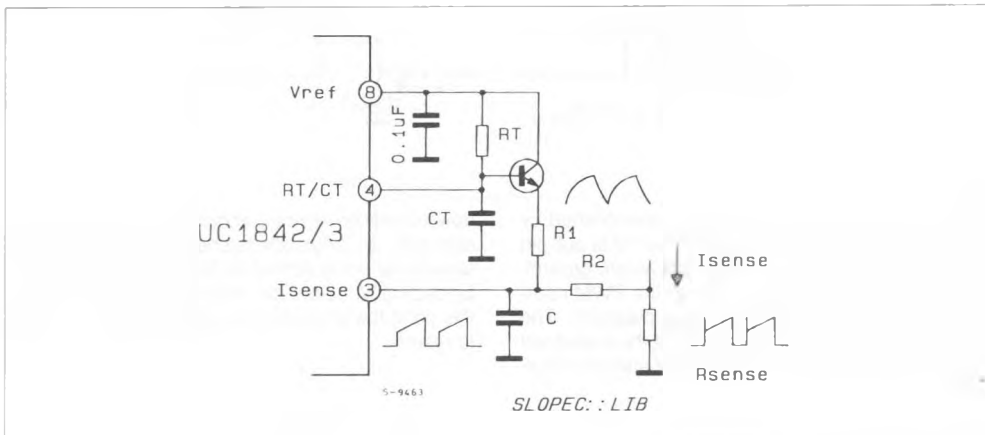 Vref
8
0.1uF
RT
RT/CT
4
CT
R1
UC1842/3
R2
Isense
Isense
3
C
Rsense
S-9463
SLOPEC::LIB